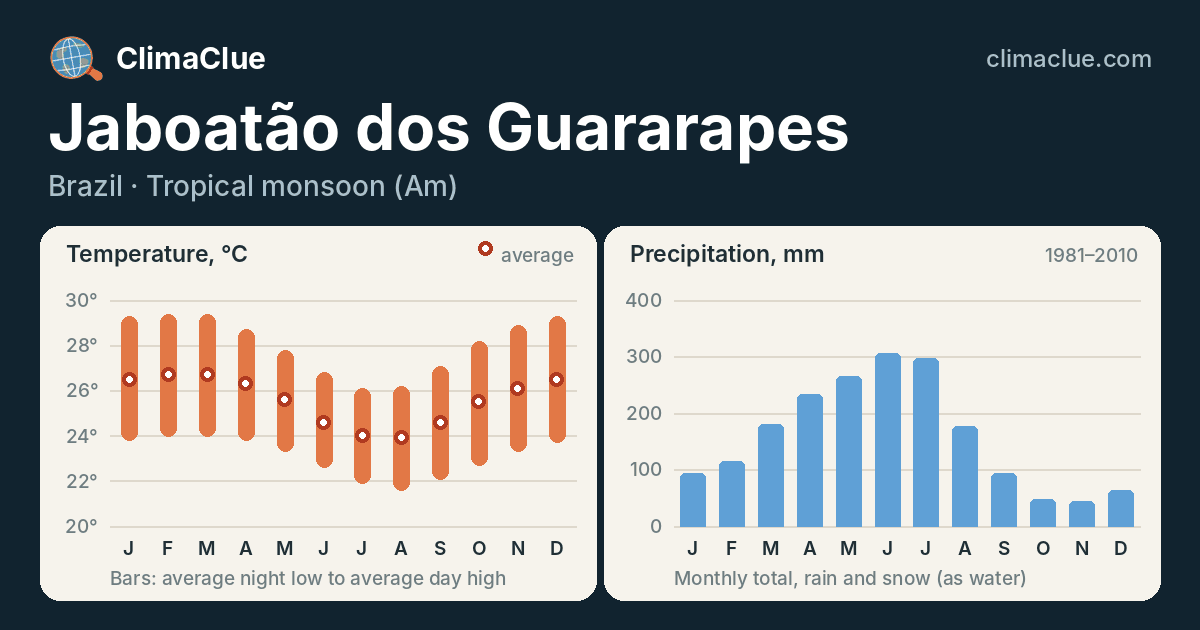 ClimaClue
climaclue.com
Jaboatão dos Guararapes
Brazil · Tropical monsoon (Am)
Temperature, °C
average
30°
28°
26°
24°
22°
20°
J F M A M J J A S O N D
Bars: average night low to average day high
Precipitation, mm
1981–2010
400
300
200
100
0
J F M A M J J A S O N D
Monthly total, rain and snow (as water)